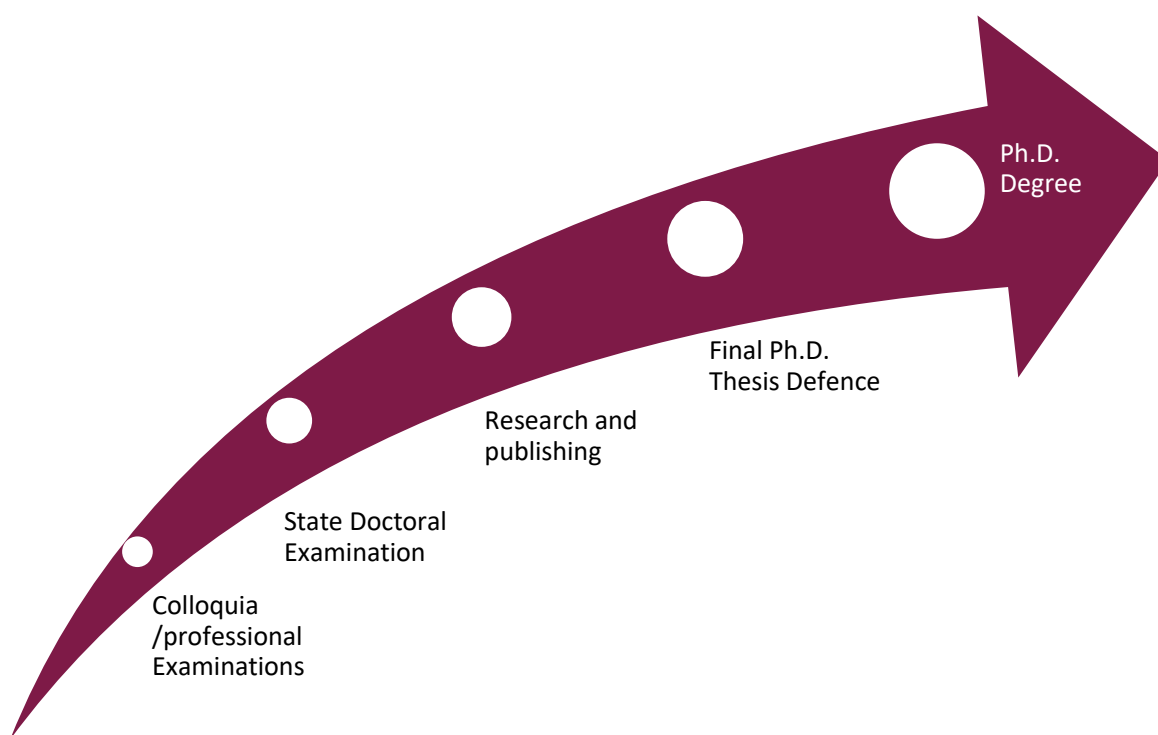 Ph.D.
Degree
Final Ph.D.
Thesis Defence
Research and
publishing
State Doctoral
Examination
Colloquia
/professional
Examinations